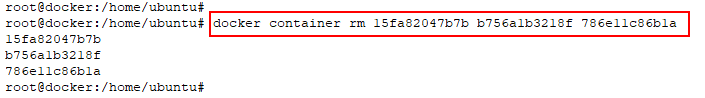 root@docker:/home/ubuntu#
root@docker:/home/ubuntu# docker container rm 15fa82047b7b b756a1b3218f 786e11c86b1a
15fa82047b7b
b756a1b3218f
786e11c86b1a
root@docker:/home/ubuntu#